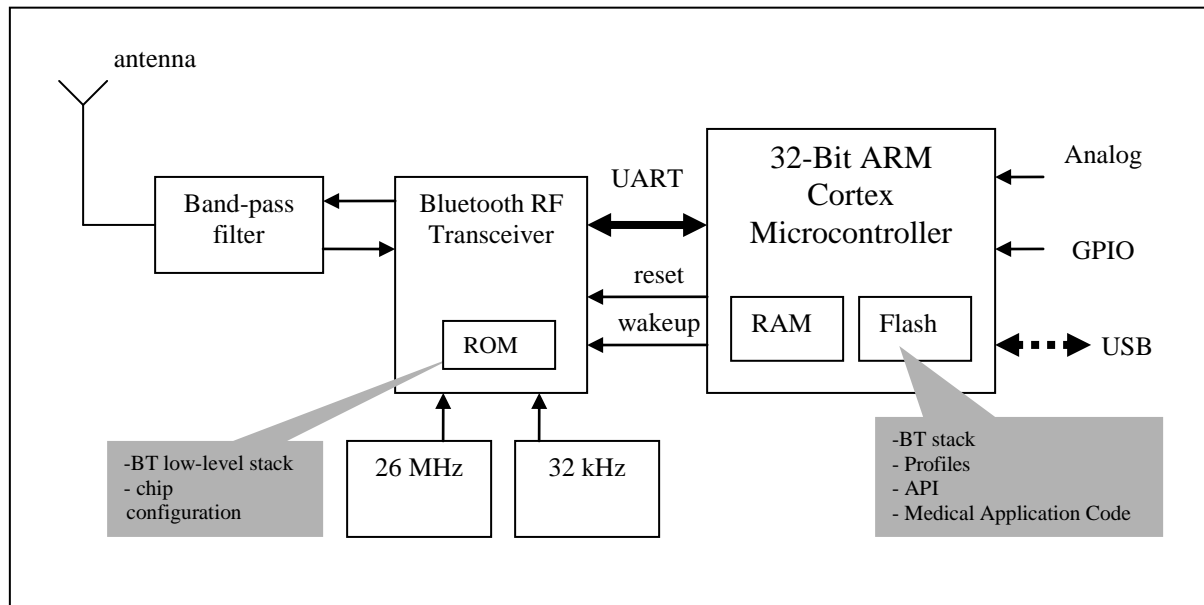 antenna
Band-pass
filter
Bluetooth RF
Transceiver
ROM
UART
reset
wakeup
32-Bit ARM
Cortex
Microcontroller
RAM
Flash
Analog
GPIO
USB
26 MHz
32 kHz
-BT low-level stack
- chip
configuration
-BT stack
- Profiles
- API
- Medical Application Code